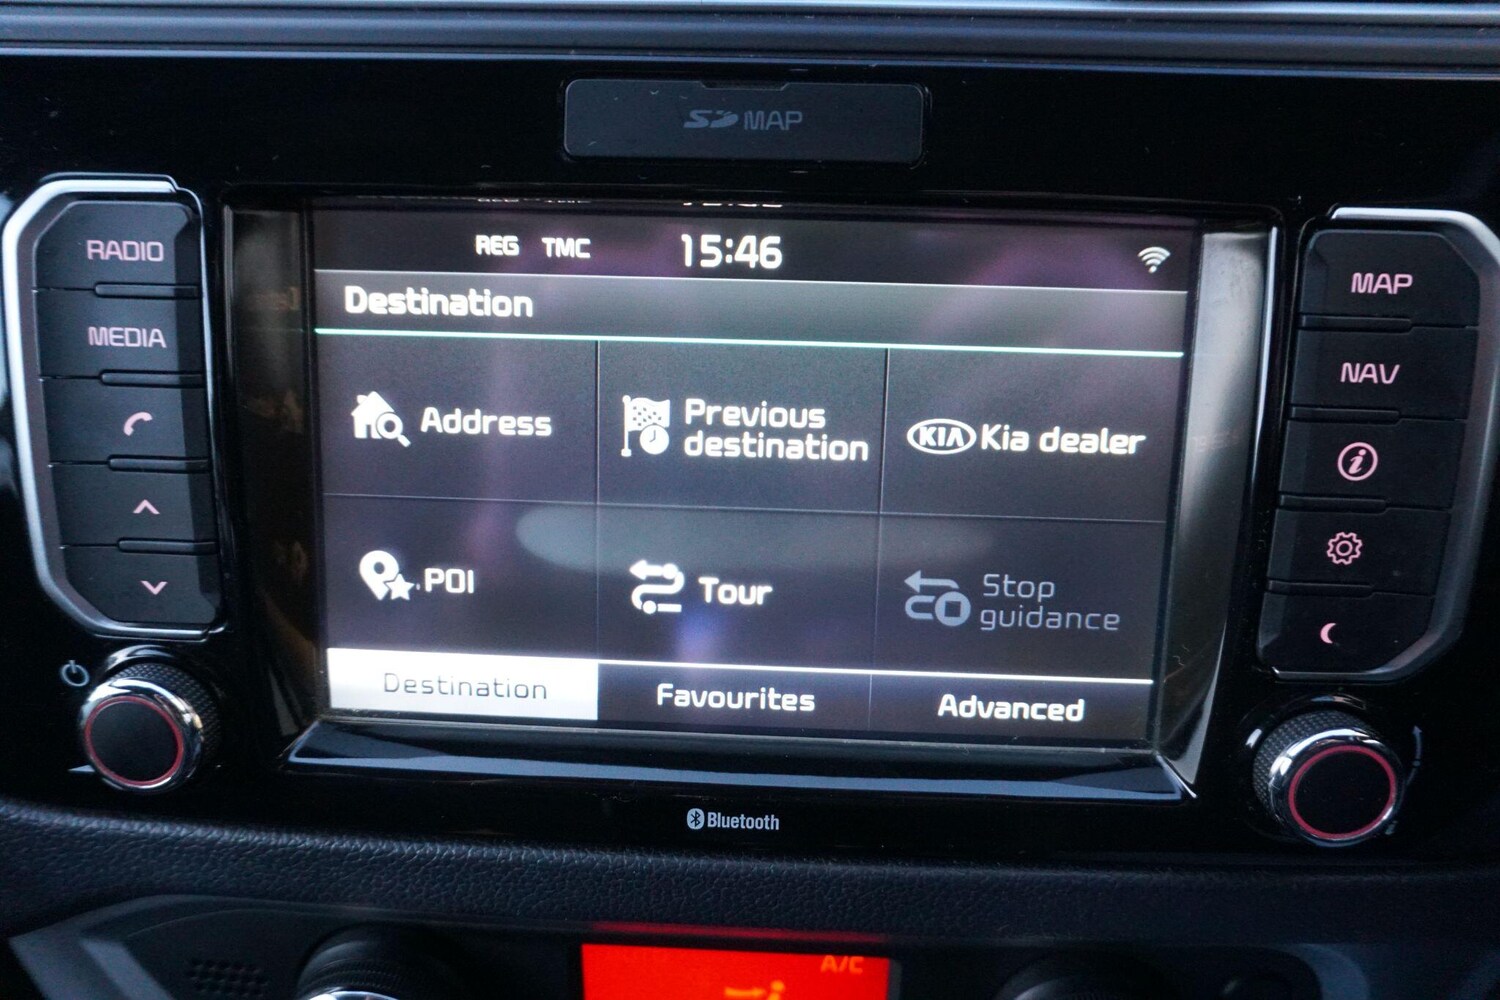 SD MAP
RADIO
MEDIA
REG TMC 15:46
Destination
Address
Previous
destination
KIA Kia dealer
POI
Tour
Stop
guidance
Destination
Favourites
Advanced
MAP
NAV
i
Bluetooth
A/C